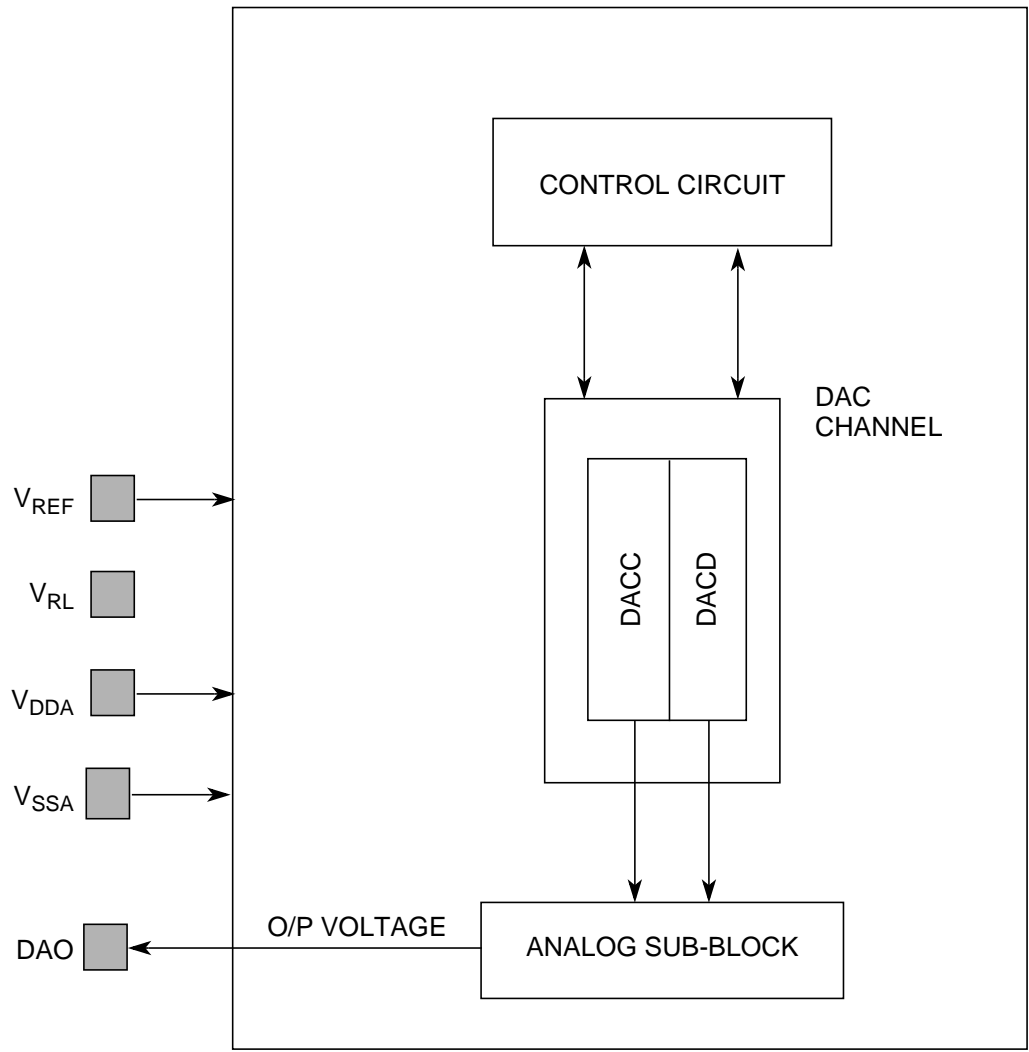 CONTROL CIRCUIT
DAC
CHANNEL
VREF
DACC
DACD
VRL
VDDA
VSSA
O/P VOLTAGE
DAO
ANALOG SUB-BLOCK